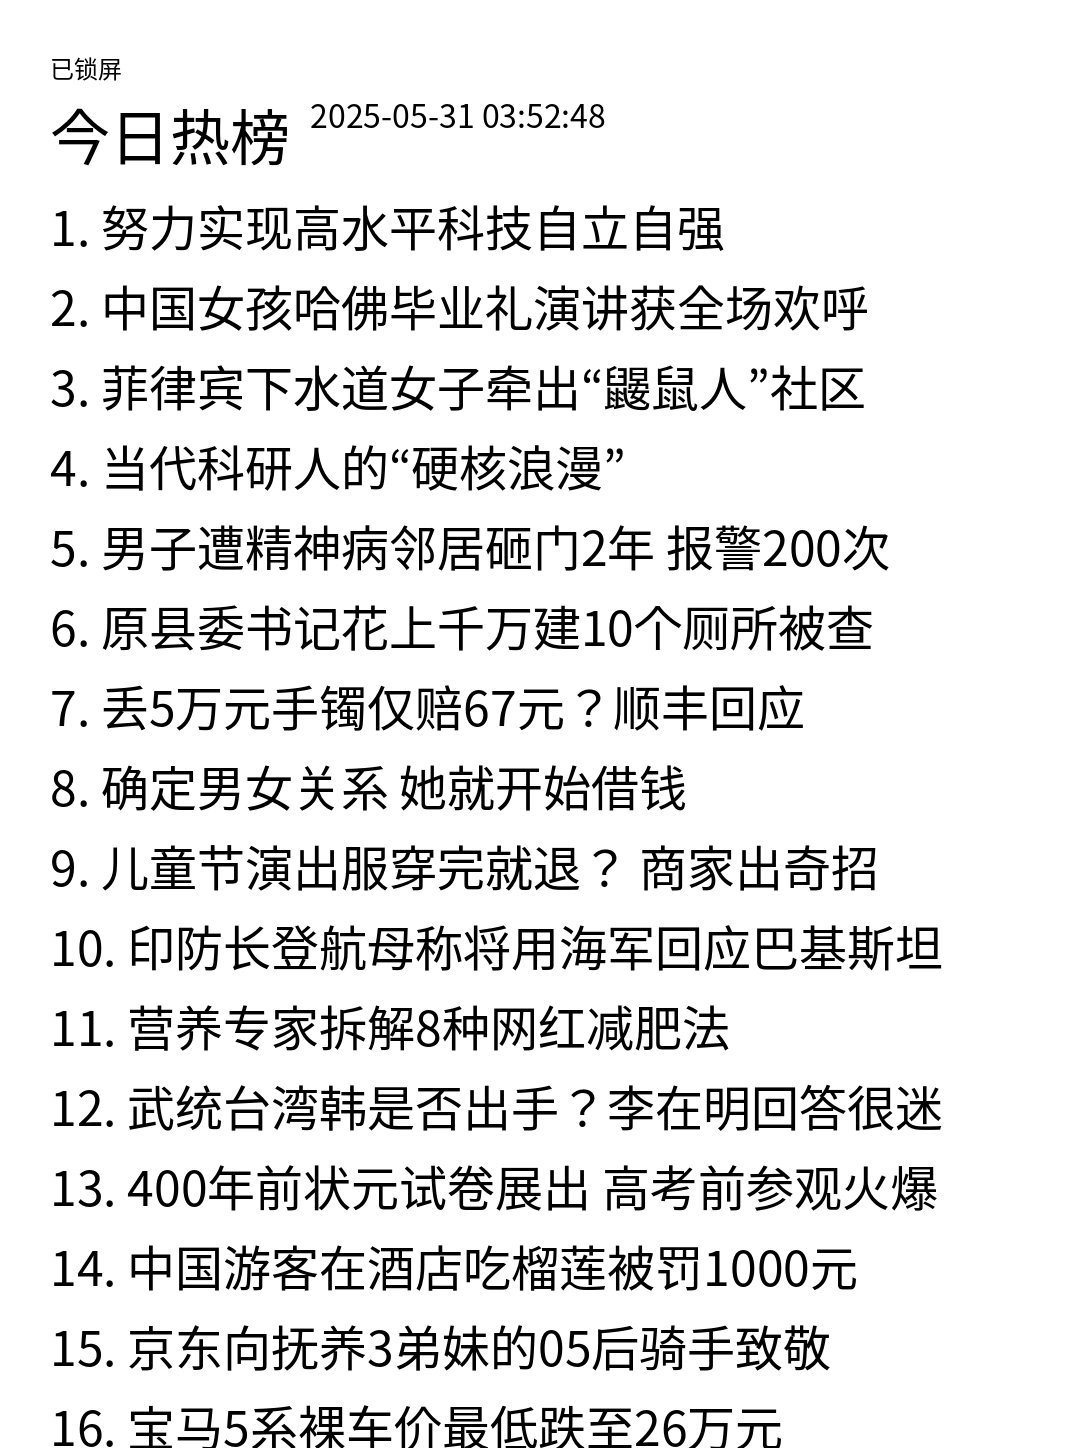 已锁屏
今日热榜 2025-05-31 03:52:48
1. 努力实现高水平科技自立自强
2. 中国女孩哈佛毕业礼演讲获全场欢呼
3. 菲律宾下水道女子牵出“鼹鼠人”社区
4. 当代科研人的“硬核浪漫”
5. 男子遭精神病邻居砸门2年 报警200次
6. 原县委书记花上千万建10个厕所被查
7. 丢5万元手镯仅赔67元？顺丰回应
8. 确定男女关系 她就开始借钱
9. 儿童节演出服穿完就退？ 商家出奇招
10. 印防长登航母称将用海军回应巴基斯坦
11. 营养专家拆解8种网红减肥法
12. 武统台湾韩是否出手？李在明回答很迷
13. 400年前状元试卷展出 高考前参观火爆
14. 中国游客在酒店吃榴莲被罚1000元
15. 京东向抚养3弟妹的05后骑手致敬
16. 宝马5系裸车价最低跌至26万元